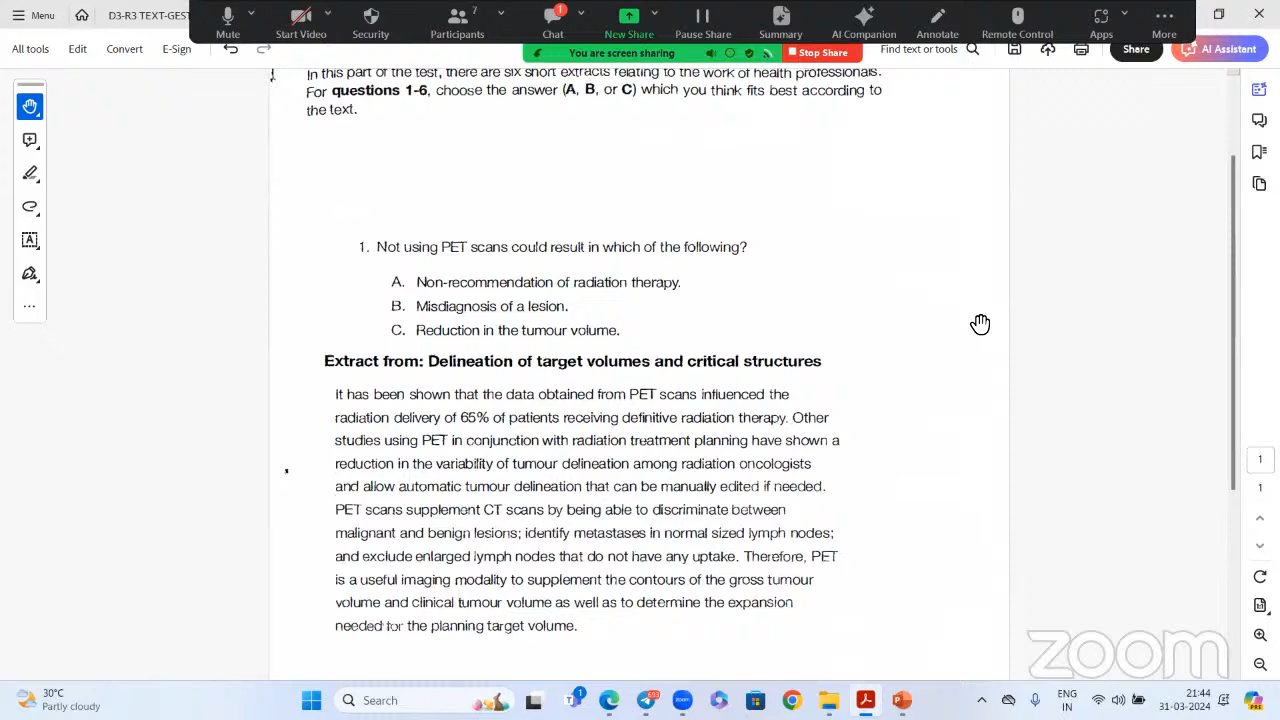 Menu
D3-R3 TEXT-GEST
Mute
Start Video
Security
Participants
7
Chat
1
New Share
Pause Share
Summary
AI Companion
Annotate
Remote Control
Apps
More
All tools
Edit
Convert
E-Sign
You are screen sharing
Stop Share
Find text or tools
Share
AI Assistant
In this part of the test, there are six short extracts relating to the work of health professionals.
For questions 1-6, choose the answer (A, B, or C) which you think fits best according to
the text.
1. Not using PET scans could result in which of the following?
A. Non-recommendation of radiation therapy.
B. Misdiagnosis of a lesion.
C. Reduction in the tumour volume.
Extract from: Delineation of target volumes and critical structures
It has been shown that the data obtained from PET scans influenced the
radiation delivery of 65% of patients receiving definitive radiation therapy. Other
studies using PET in conjunction with radiation treatment planning have shown a
reduction in the variability of tumour delineation among radiation oncologists
and allow automatic tumour delineation that can be manually edited if needed.
PET scans supplement CT scans by being able to discriminate between
malignant and benign lesions; identify metastases in normal sized lymph nodes;
and exclude enlarged lymph nodes that do not have any uptake. Therefore, PET
is a useful imaging modality to supplement the contours of the gross tumour
volume and clinical tumour volume as well as to determine the expansion
needed for the planning target volume.
1
1
zoom
30°C
Partly cloudy
Search
1
693
zoom
ENG
IN
21:44
31-03-2024